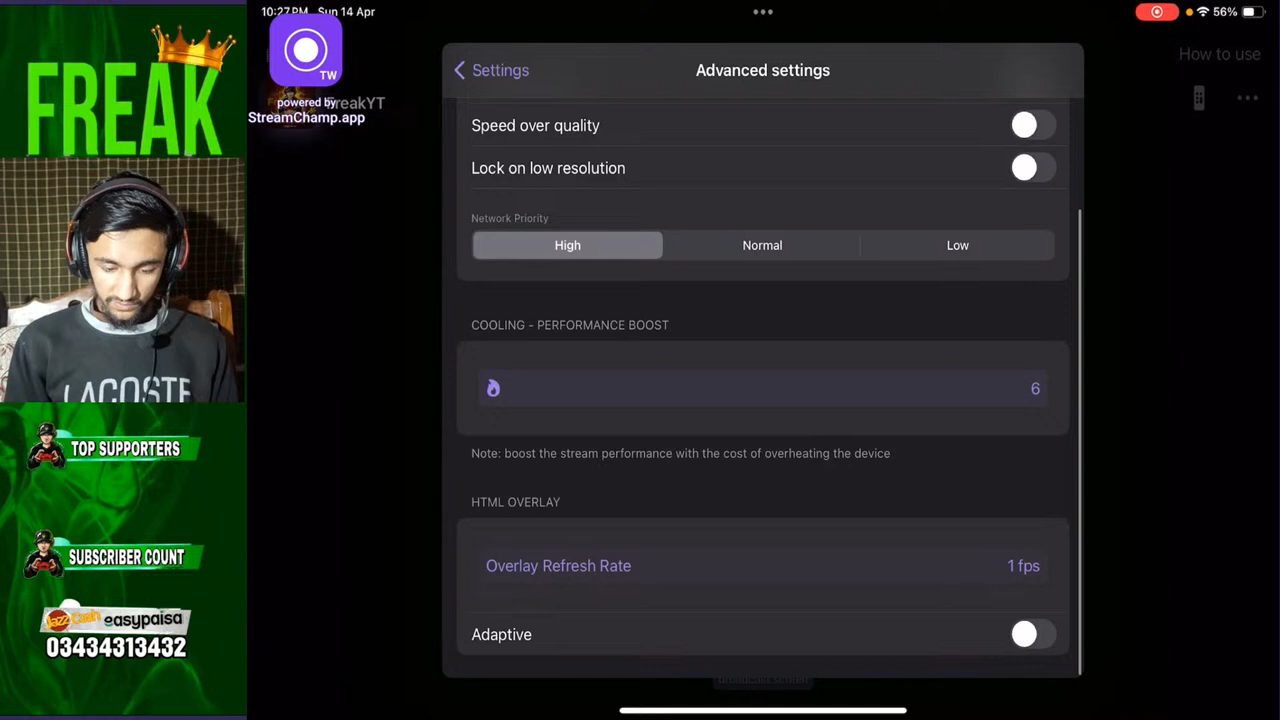 10:27 PM Sun 14 Apr
56%
FREAK
TW
powered by
StreamChamp.app
reakYT
How to use
Settings
Advanced settings
Speed over quality
Lock on low resolution
Network Priority
High
Normal
Low
COOLING - PERFORMANCE BOOST
6
Note: boost the stream performance with the cost of overheating the device
HTML OVERLAY
Overlay Refresh Rate
1 fps
Adaptive
LACOSTE
TOP SUPPORTERS
SUBSCRIBER COUNT
Jazz Cash easypaisa
03434313432